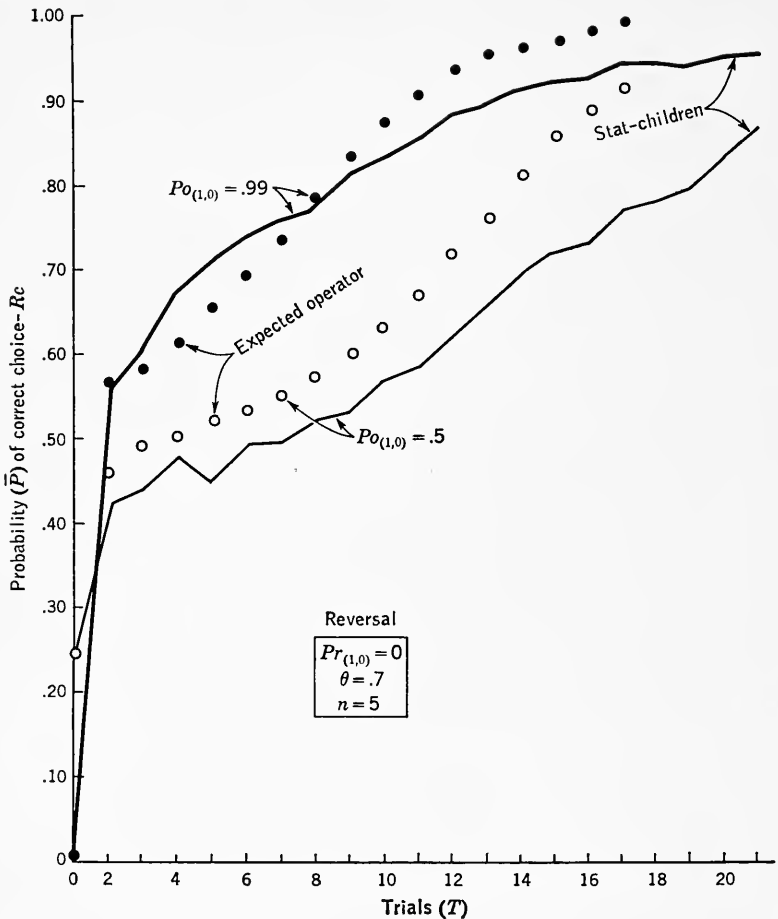 1.00
.90
.80
.70
.60
.50
.40
.30
.20
.10
0
Probability (P̅) of correct choice-Rc
Stat-children
Po(1,0) = .99
Expected operator
Po(1,0) = .5
Reversal
Pr(1,0) = 0
θ = .7
n = 5
0 2 4 6 8 10 12 14 16 18 20
Trials (T)